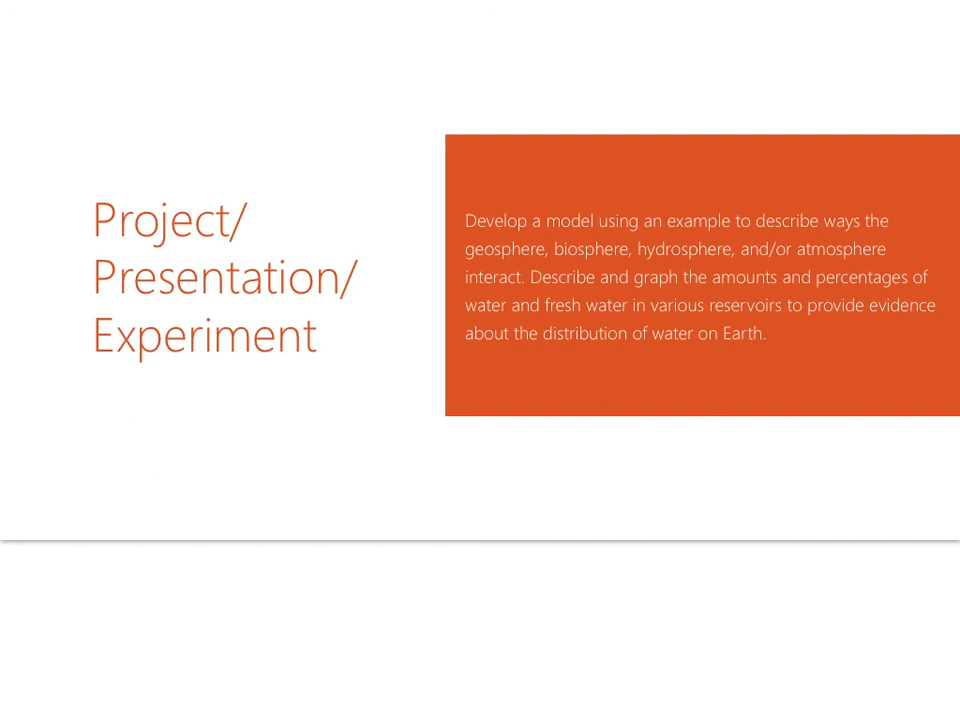 Project/
Presentation/
Experiment
Develop a model using an example to describe ways the
geosphere, biosphere, hydrosphere, and/or atmosphere
interact. Describe and graph the amounts and percentages of
water and fresh water in various reservoirs to provide evidence
about the distribution of water on Earth.